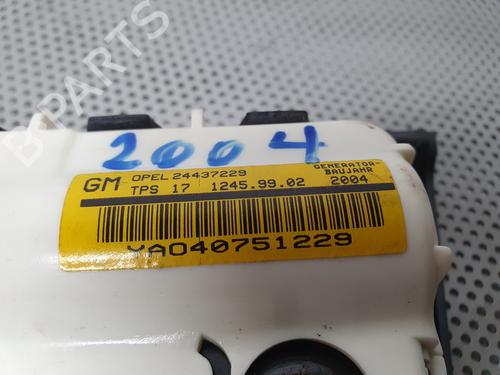 2004
GM OPEL 24437229 GENERATOR-
BAUJAHR
TPS 17 1245.99.02 2004
YA040751229
B-PARTS